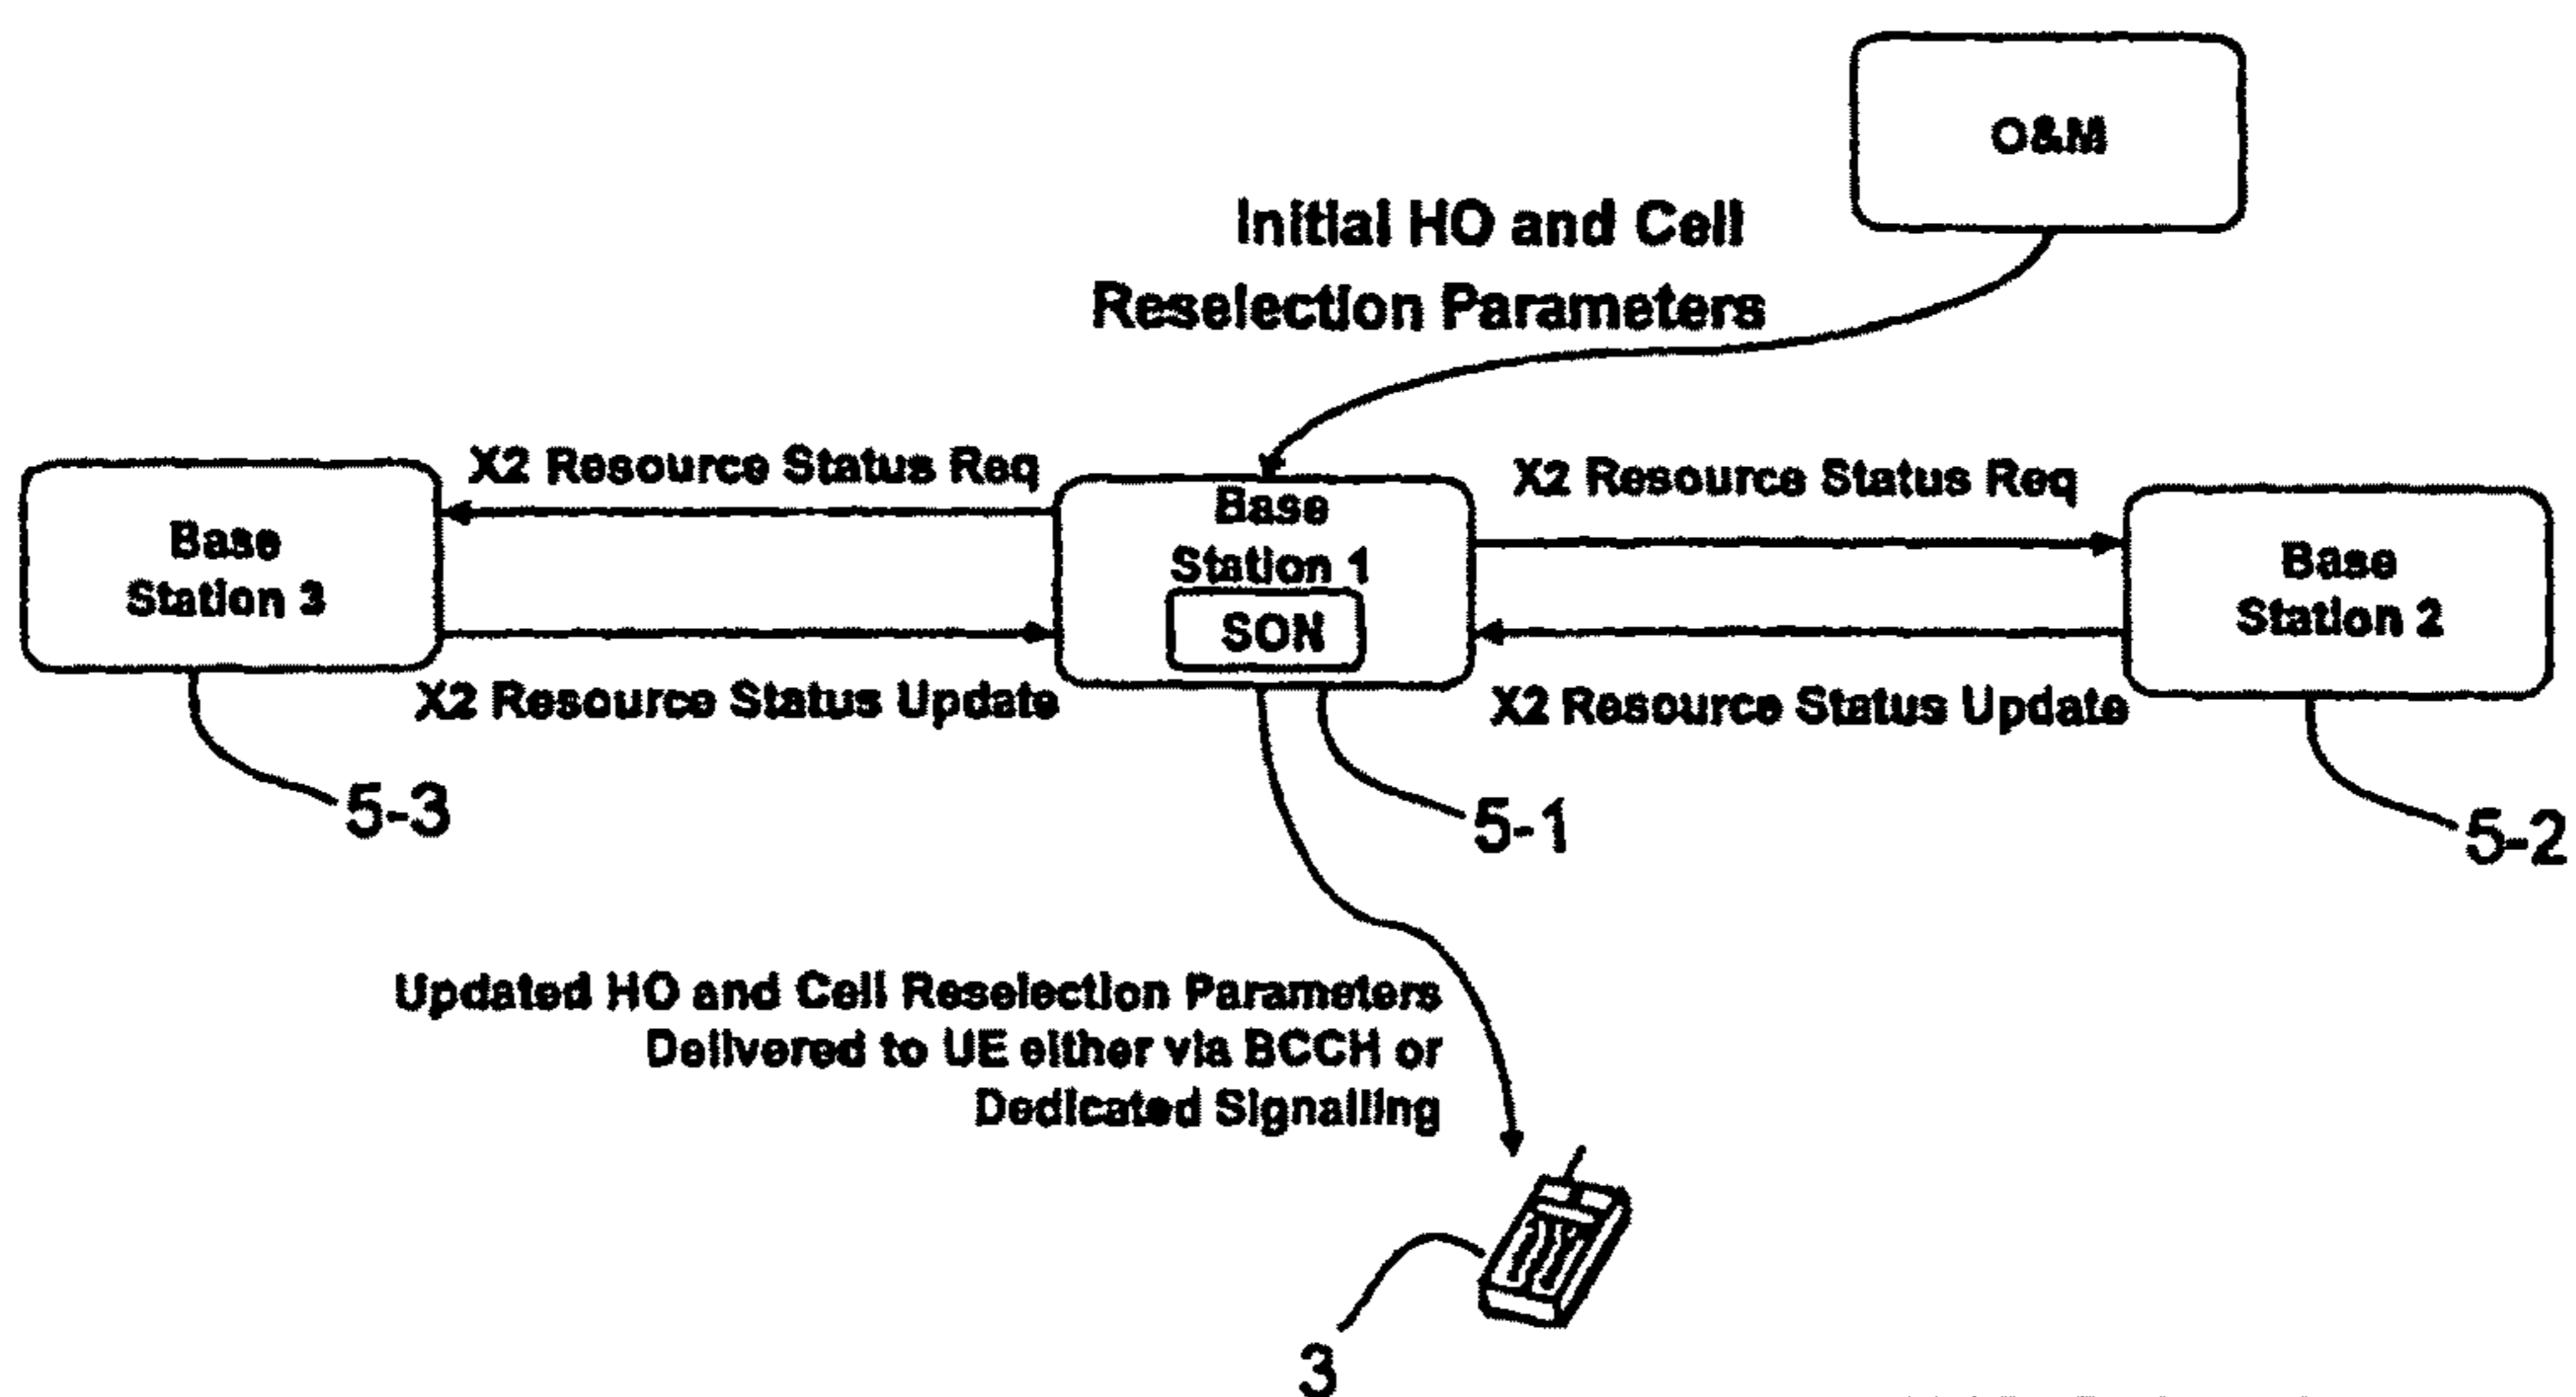 O&M
Initial HO and Cell
Reselection Parameters
X2 Resource Status Req
X2 Resource Status Req
Base
Station 3
Base
Station 1
SON
Base
Station 2
X2 Resource Status Update
X2 Resource Status Update
5-3
5-1
5-2
Updated HO and Cell Reselection Parameters
Delivered to UE either via BCCH or
Dedicated Signalling
3